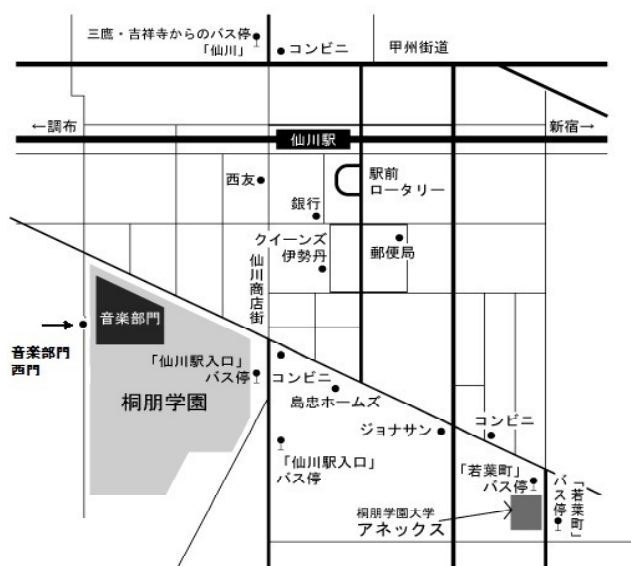 三鷹・吉祥寺からのバス停
「仙川」
コンビニ
甲州街道
←調布
新宿→
仙川駅
西友
駅前
ロータリー
銀行
クイーンズ
伊勢丹
郵便局
仙川商店街
音楽部門
音楽部門
西門
「仙川駅入口」
バス停
コンビニ
桐朋学園
島忠ホームズ
ジョナサン
コンビニ
「仙川駅入口」
バス停
「若葉町」
バス停
「若葉町」
バス停
桐朋学園大学
アネックス